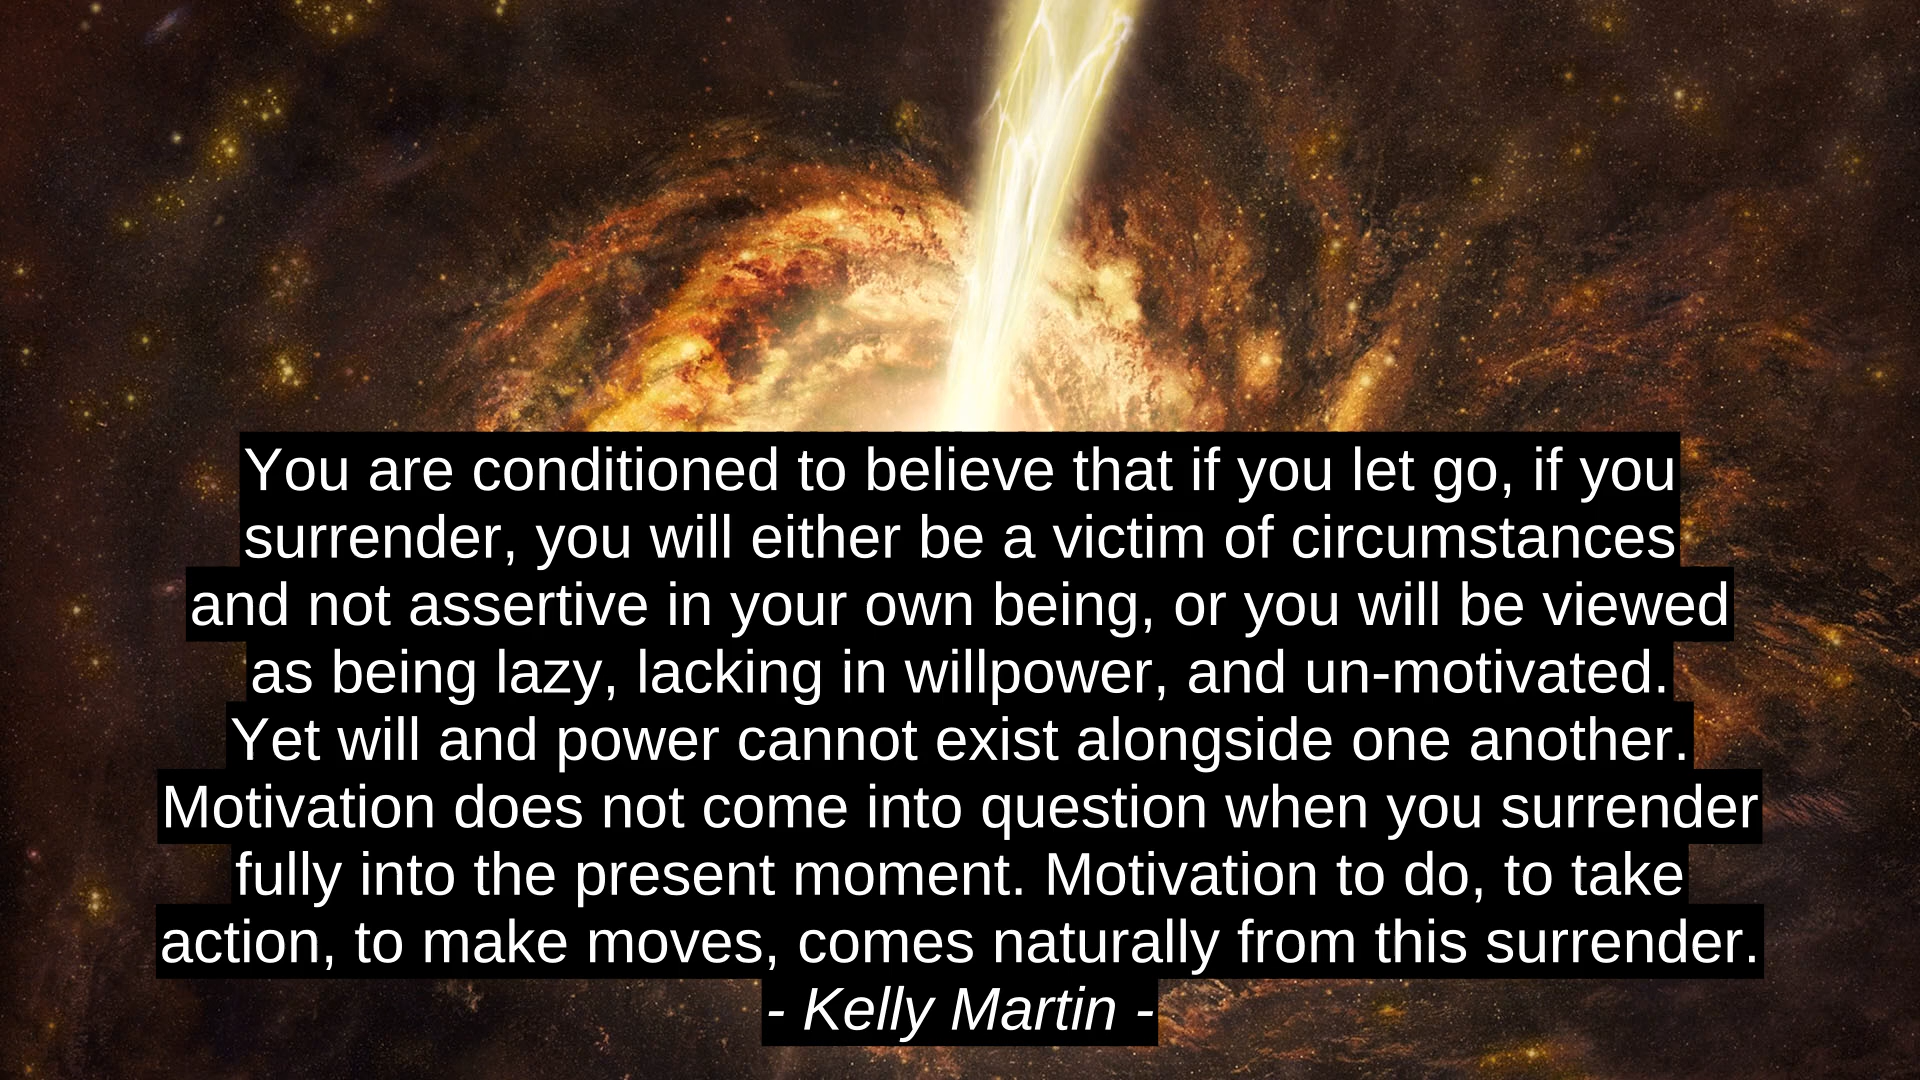 You are conditioned to believe that if you let go, if you
surrender, you will either be a victim of circumstances
and not assertive in your own being, or you will be viewed
as being lazy, lacking in willpower, and un-motivated.
Yet will and power cannot exist alongside one another.
Motivation does not come into question when you surrender
fully into the present moment. Motivation to do, to take
action, to make moves, comes naturally from this surrender.
- Kelly Martin -